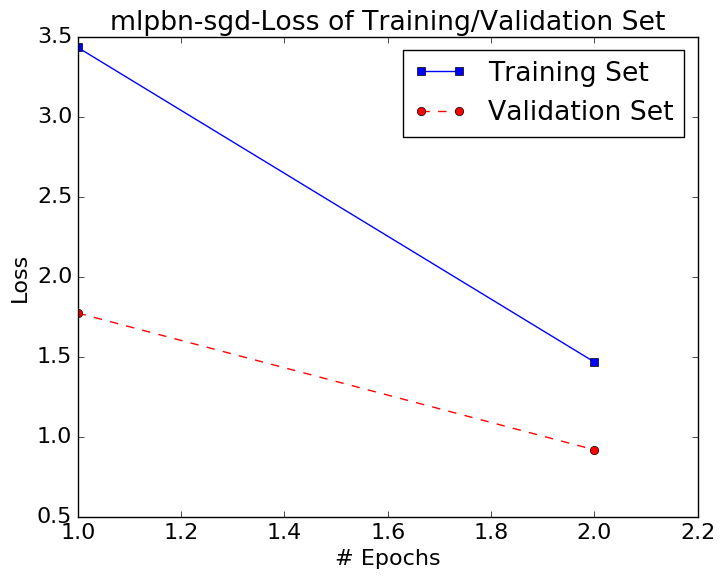 mlpbn-sgd-Loss of Training/Validation Set
3.5
3.0
2.5
2.0
1.5
1.0
0.5
Loss
Training Set
Validation Set
1.0 1.2 1.4 1.6 1.8 2.0 2.2
# Epochs